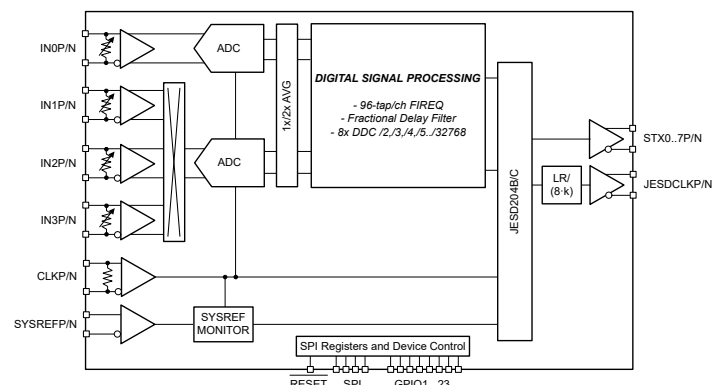 IN0P/N
ADC
IN1P/N
IN2P/N
ADC
IN3P/N
1x/2x AVG
DIGITAL SIGNAL PROCESSING
- 96-tap/ch FIREQ
- Fractional Delay Filter
- 8x DDC /2,/3,/4,/5../32768
JESD204B/C
STX0..7P/N
LR/
(8·k)
JESDCLKP/N
CLKP/N
SYSREFP/N
SYSREF
MONITOR
SPI Registers and Device Control
RESET SPI GPIO1...23